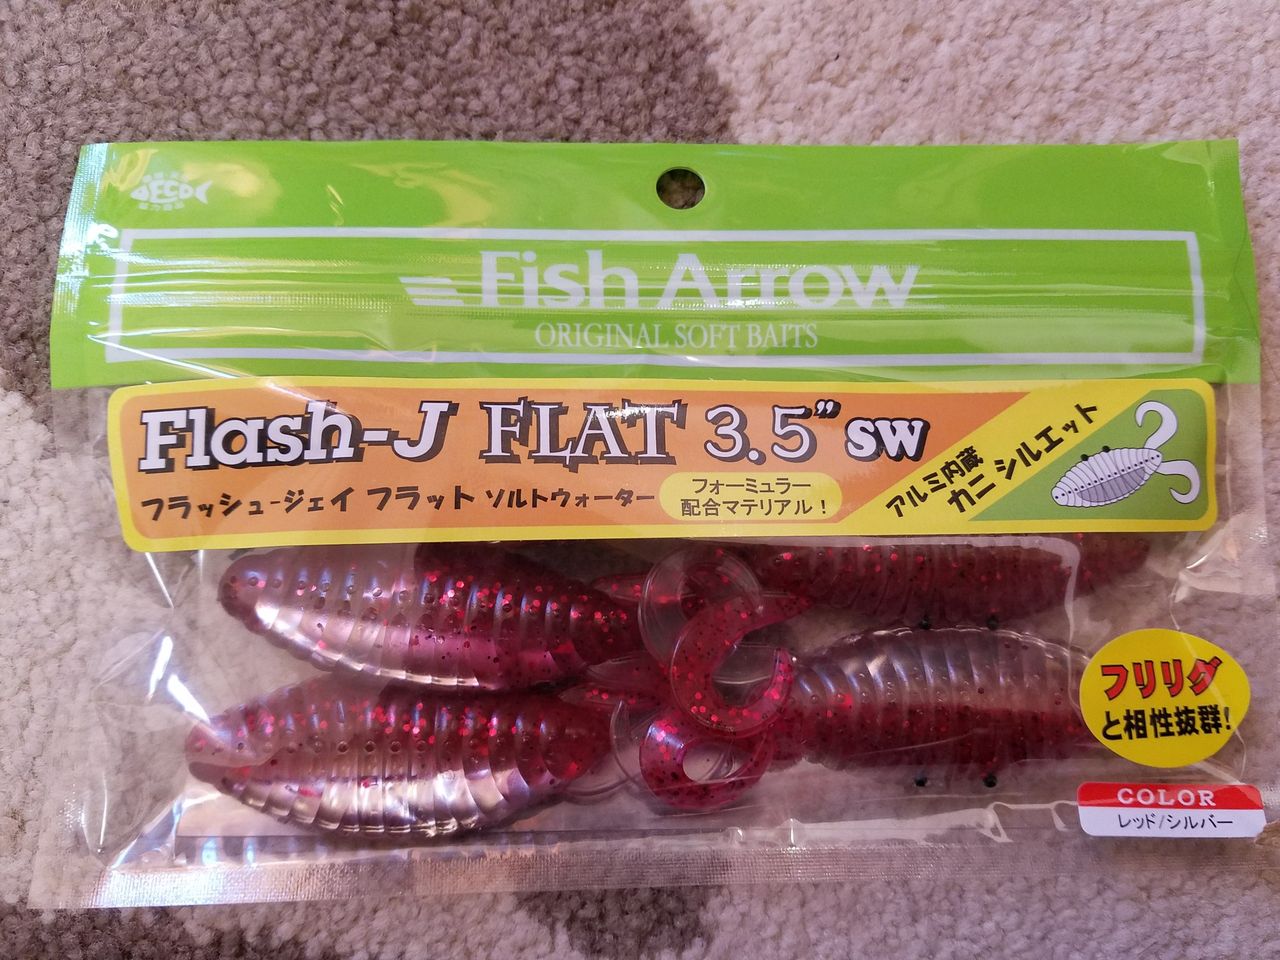 ECO
Fish Arrow
ORIGINAL SOFT BAITS
Flash-J FLAT 3.5” SW
フラッシュ-ジェイ フラット ソルトウォーター
フォーミュラー
配合マテリアル！
アルミ内蔵
カニ シルエット
フリリグ
と相性抜群!
COLOR
レッド/シルバー